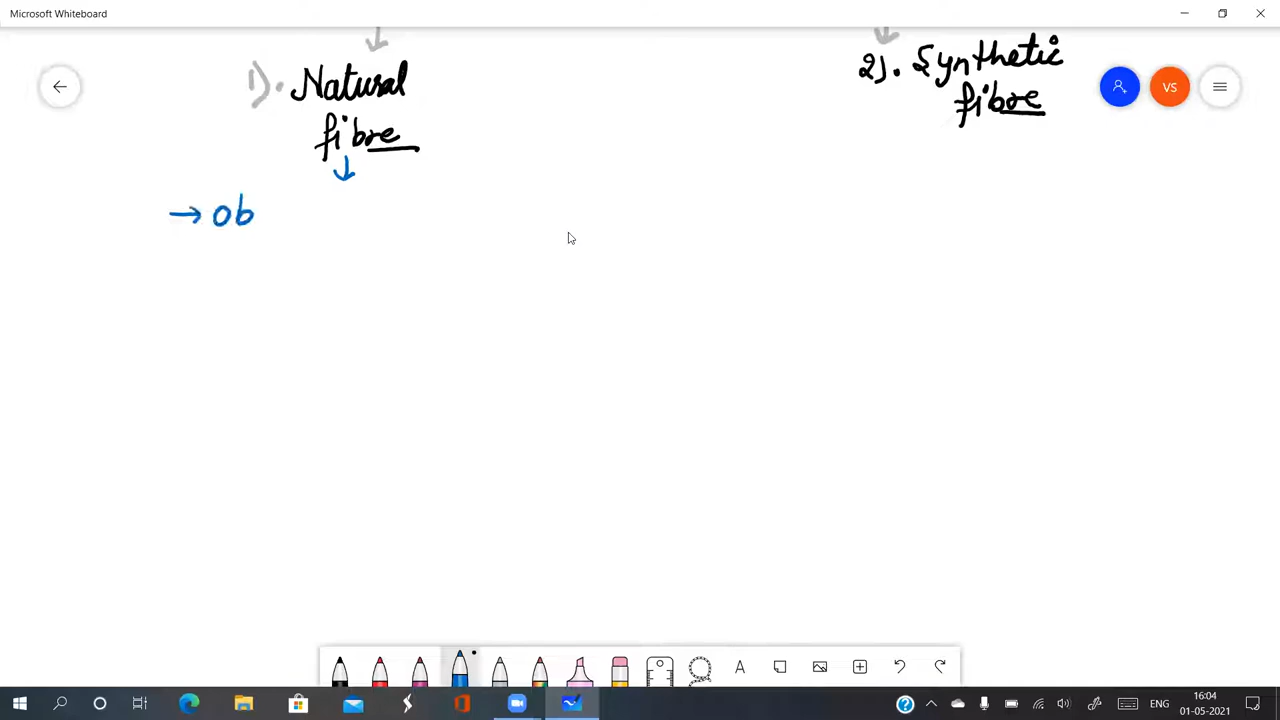 Microsoft Whiteboard
1). Natural
fibre
→ ob
2). Synthetic
fibre
VS
A
ENG
16:04
01-05-2021